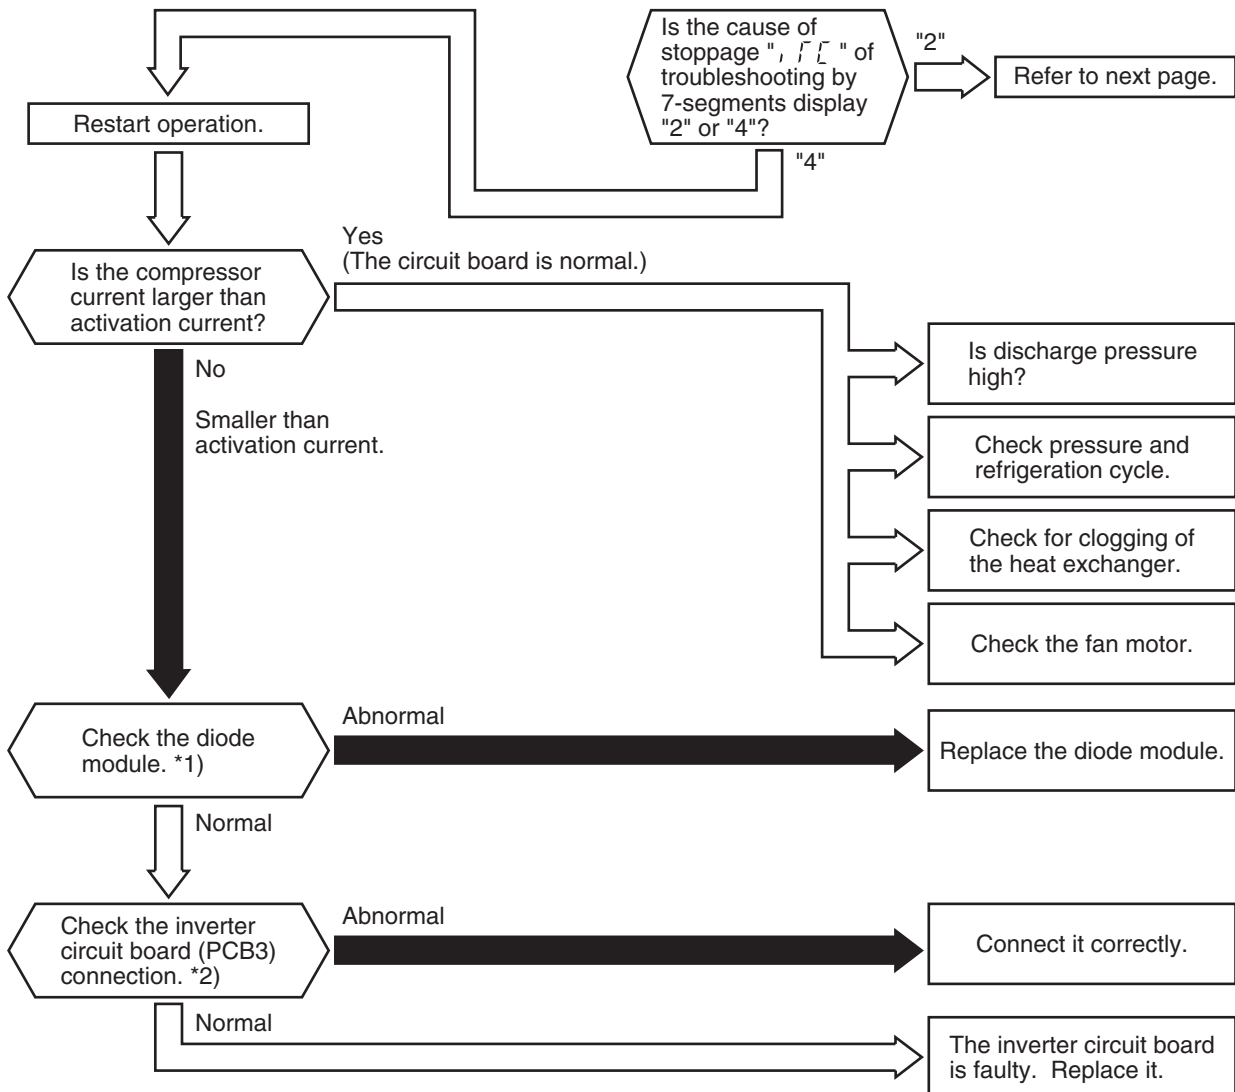 Is the cause of
stoppage "iTC" of
troubleshooting by
7-segments display
"2" or "4"?
"2"
Refer to next page.
"4"
Restart operation.
Is the compressor
current larger than
activation current?
Yes
(The circuit board is normal.)
No
Smaller than
activation current.
Is discharge pressure
high?
Check pressure and
refrigeration cycle.
Check for clogging of
the heat exchanger.
Check the fan motor.
Check the diode
module. *1)
Abnormal
Replace the diode module.
Normal
Check the inverter
circuit board (PCB3)
connection. *2)
Abnormal
Connect it correctly.
Normal
The inverter circuit board
is faulty. Replace it.